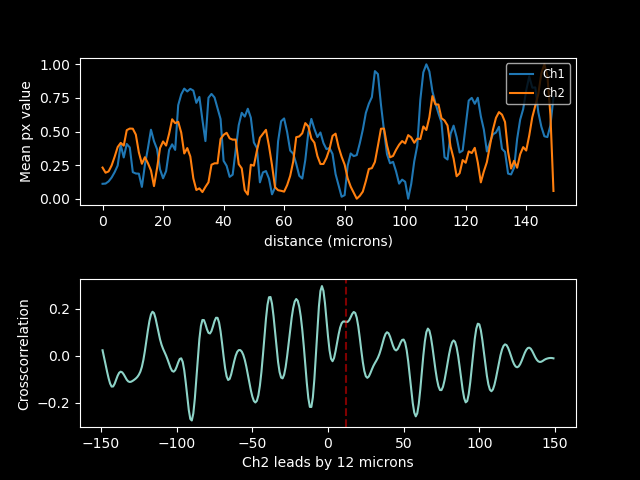 1.00
0.75
0.50
0.25
0.00
Mean px value
Ch1
Ch2
0 20 40 60 80 100 120 140
distance (microns)
0.2
0.0
−0.2
Crosscorrelation
−150 −100 −50 0 50 100 150
Ch2 leads by 12 microns